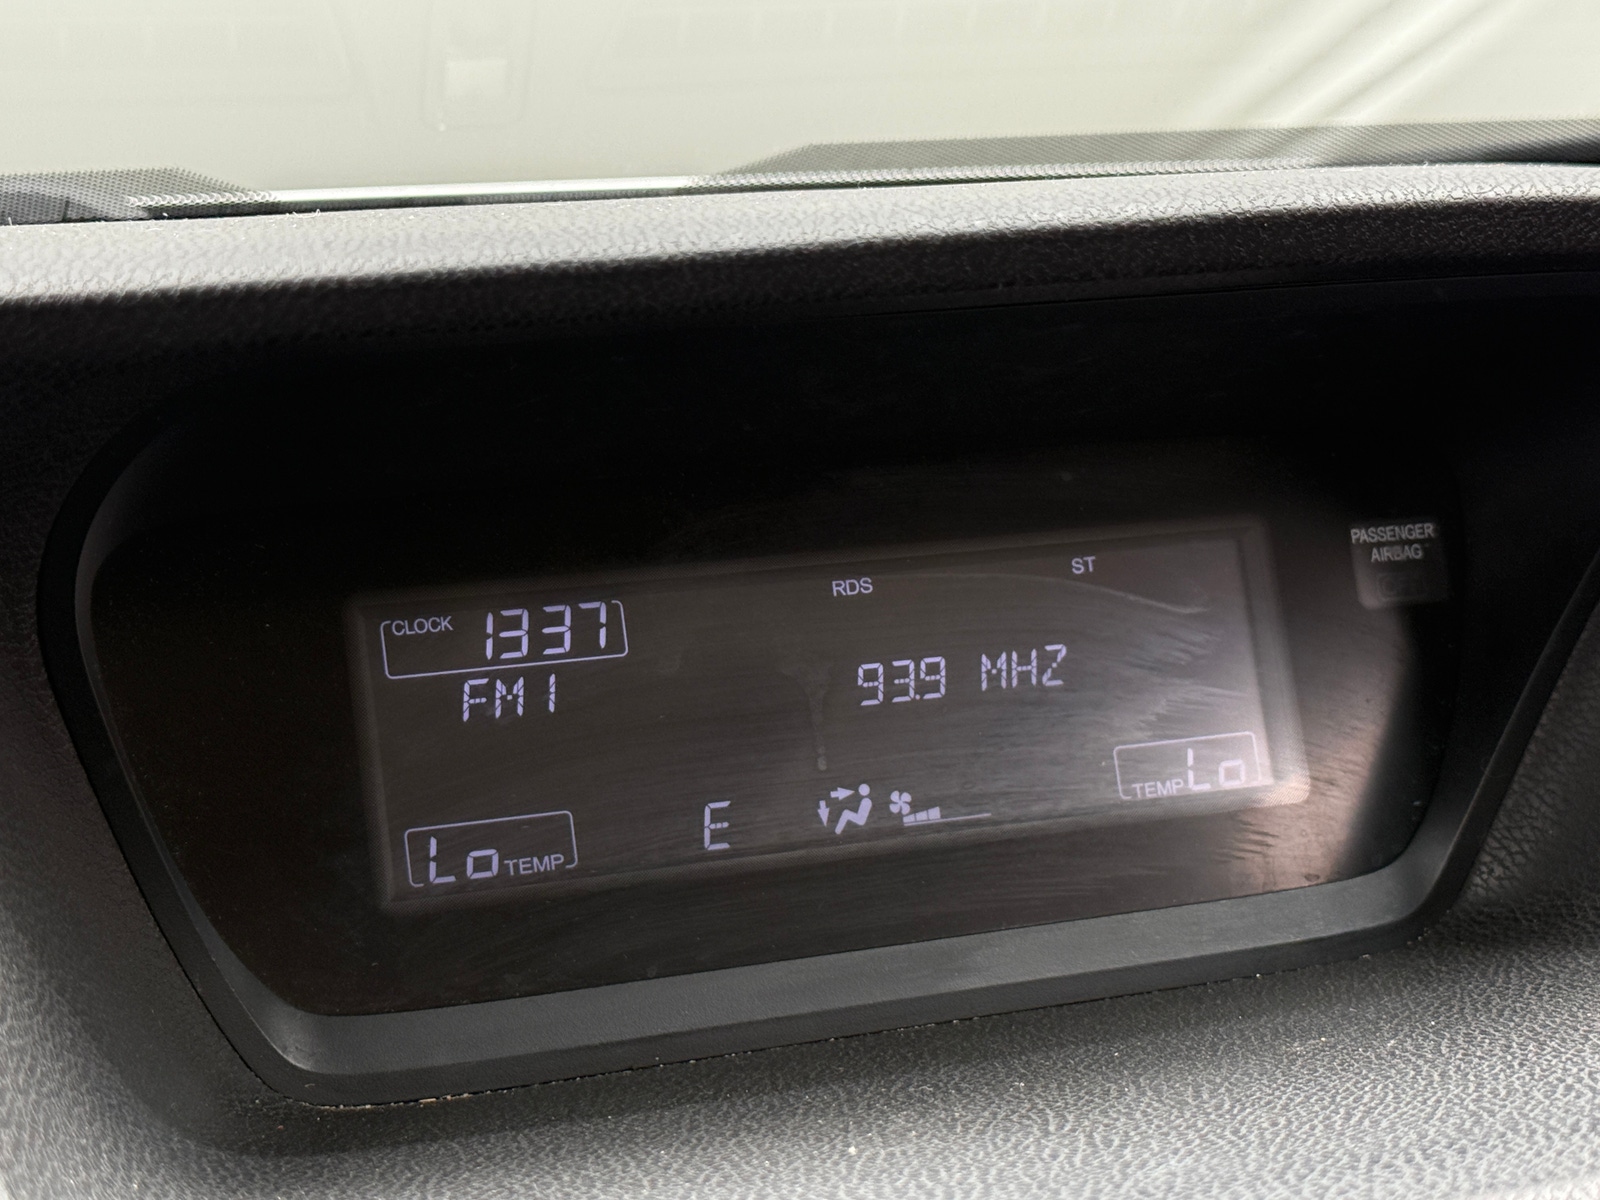 RDS ST
PASSENGER
AIRBAG
CLOCK 1337
FM1
93.9 MHZ
TEMP Lo
Lo TEMP
E